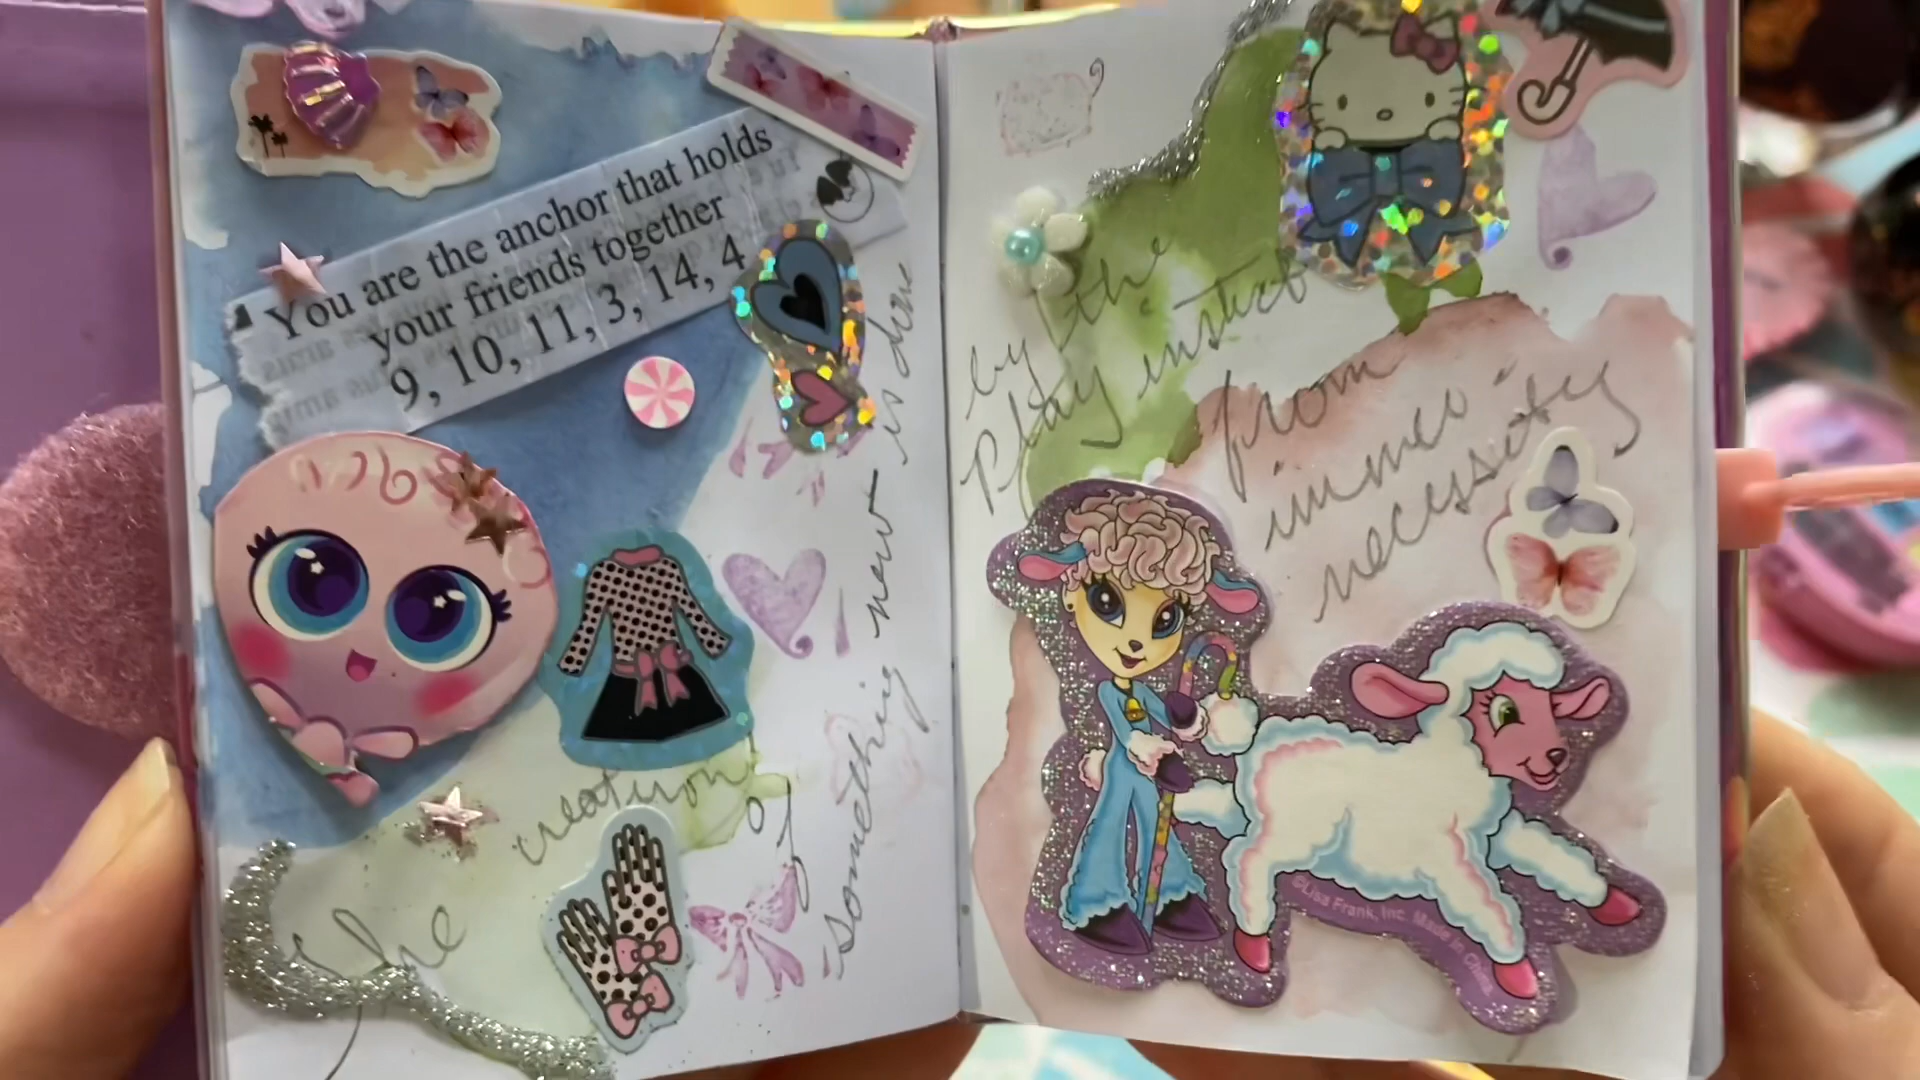 You are the anchor that holds
your friends together
9, 10, 11, 3, 14, 4
The
creation
of
something new is done
by the
Play instinct
from
inner
necessity
©Lisa Frank, Inc. Made in China